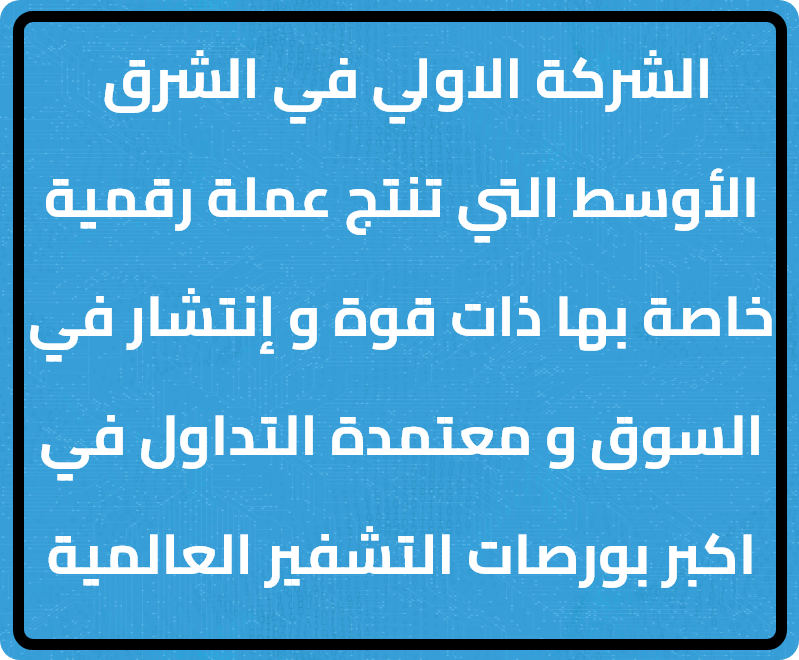 الشركة الاولي في الشرق
الأوسط التي تنتج عملة رقمية
خاصة بها ذات قوة و إنتشار في
السوق و معتمدة التداول في
اكبر بورصات التشفير العالمية